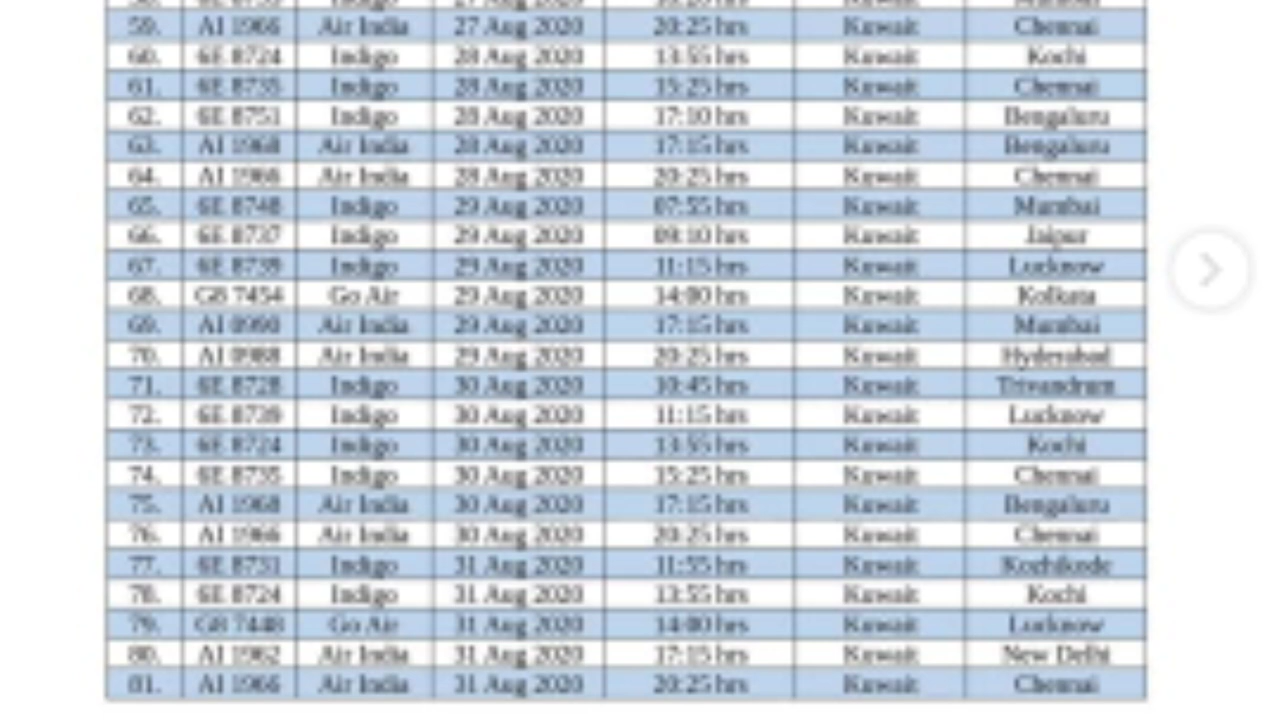 59. AI 1966 Air India 27 Aug 2020 20:25 hrs Kuwait Chennai
60. 6E 8724 Indigo 28 Aug 2020 13:55 hrs Kuwait Kochi
61. 6E 8735 Indigo 28 Aug 2020 15:25 hrs Kuwait Chennai
62. 6E 8751 Indigo 28 Aug 2020 17:10 hrs Kuwait Bengaluru
63. AI 1968 Air India 28 Aug 2020 17:15 hrs Kuwait Bengaluru
64. AI 1966 Air India 28 Aug 2020 20:25 hrs Kuwait Chennai
65. 6E 8748 Indigo 29 Aug 2020 07:55 hrs Kuwait Mumbai
66. 6E 8737 Indigo 29 Aug 2020 09:10 hrs Kuwait Jaipur
67. 6E 8739 Indigo 29 Aug 2020 11:15 hrs Kuwait Lucknow
68. G8 7454 Go Air 29 Aug 2020 14:00 hrs Kuwait Kolkata
69. AI 0990 Air India 29 Aug 2020 17:15 hrs Kuwait Mumbai
70. AI 0988 Air India 29 Aug 2020 20:25 hrs Kuwait Hyderabad
71. 6E 8728 Indigo 30 Aug 2020 10:45 hrs Kuwait Trivandrum
72. 6E 8739 Indigo 30 Aug 2020 11:15 hrs Kuwait Lucknow
73. 6E 8724 Indigo 30 Aug 2020 13:55 hrs Kuwait Kochi
74. 6E 8735 Indigo 30 Aug 2020 15:25 hrs Kuwait Chennai
75. AI 1968 Air India 30 Aug 2020 17:15 hrs Kuwait Bengaluru
76. AI 1966 Air India 30 Aug 2020 20:25 hrs Kuwait Chennai
77. 6E 8731 Indigo 31 Aug 2020 11:55 hrs Kuwait Kozhikode
78. 6E 8724 Indigo 31 Aug 2020 13:55 hrs Kuwait Kochi
79. G8 7448 Go Air 31 Aug 2020 14:00 hrs Kuwait Lucknow
80. AI 1962 Air India 31 Aug 2020 17:15 hrs Kuwait New Delhi
81. AI 1966 Air India 31 Aug 2020 20:25 hrs Kuwait Chennai